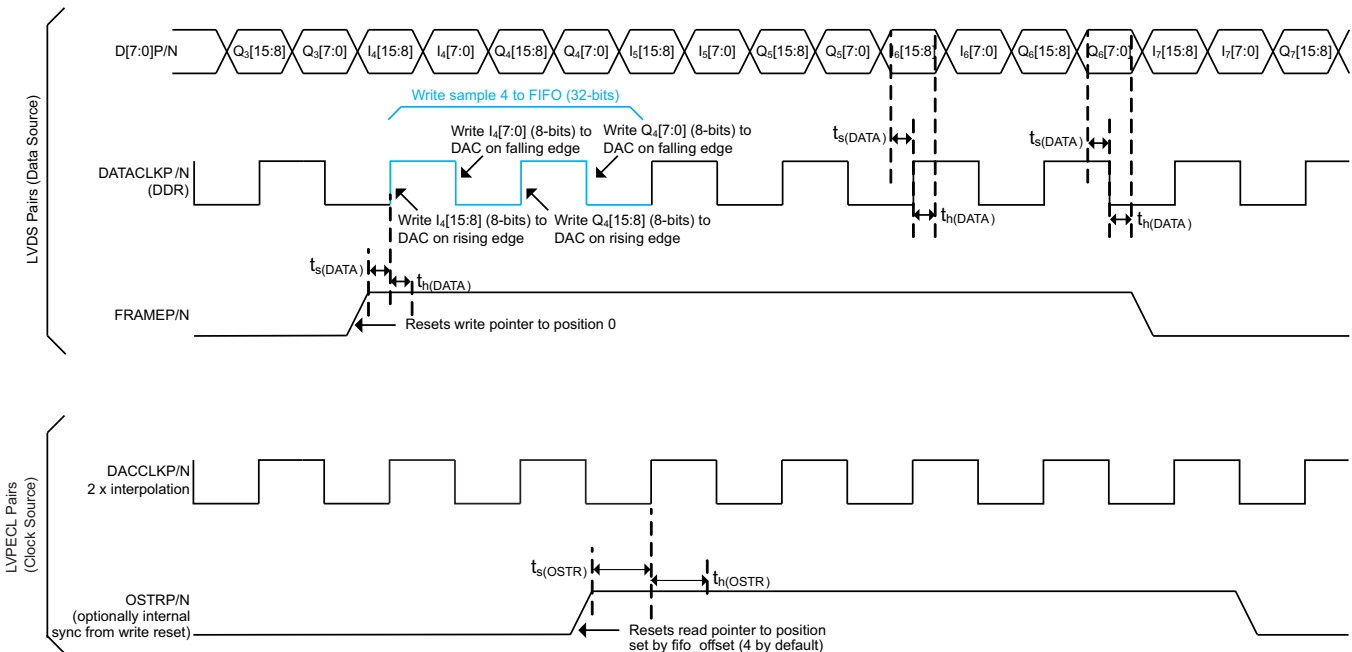 LVDS Pairs (Data Source)
D[7:0]P/N
Q₃[15:8] Q₃[7:0] I₄[15:8] I₄[7:0] Q₄[15:8] Q₄[7:0] I₅[15:8] I₅[7:0] Q₅[15:8] Q₅[7:0] I₆[15:8] I₆[7:0] Q₆[15:8] Q₆[7:0] I₇[15:8] I₇[7:0] Q₇[15:8]
Write sample 4 to FIFO (32-bits)
Write I₄[7:0] (8-bits) to
DAC on falling edge
Write Q₄[7:0] (8-bits) to
DAC on falling edge
ts(DATA)
ts(DATA)
DATACLKP/N
(DDR)
Write I₄[15:8] (8-bits) to
DAC on rising edge
Write Q₄[15:8] (8-bits) to
DAC on rising edge
th(DATA)
th(DATA)
ts(DATA)
th(DATA)
FRAMEP/N
Resets write pointer to position 0
LVPECL Pairs
(Clock Source)
DACCLKP/N
2 x interpolation
ts(OSTR)
th(OSTR)
OSTRP/N
(optionally internal
sync from write reset)
Resets read pointer to position
set by fifo offset (4 by default)